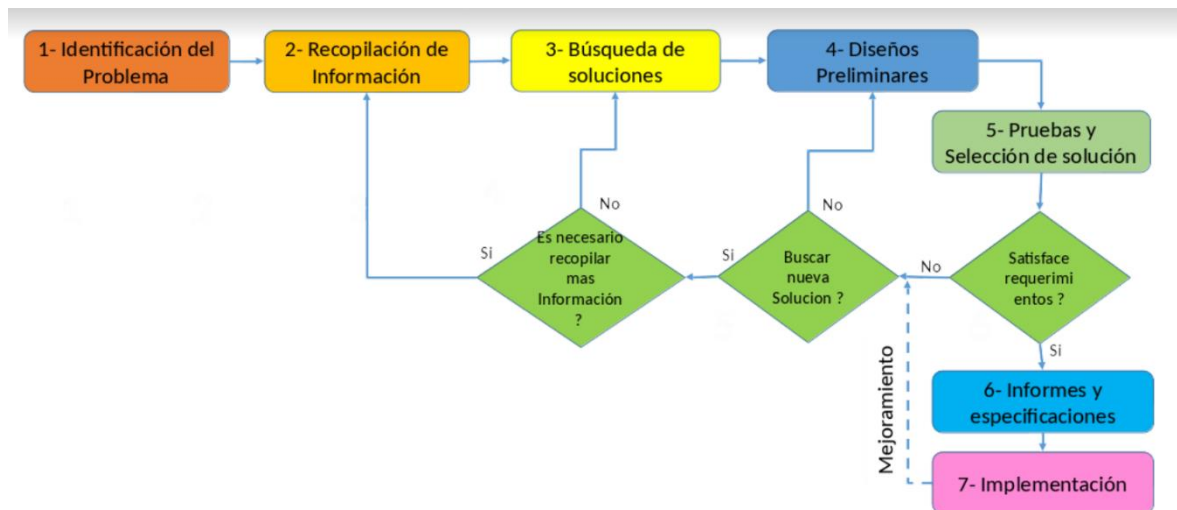 1- Identificación del
Problema
2- Recopilación de
Información
3- Búsqueda de
soluciones
4- Diseños
Preliminares
5- Pruebas y
Selección de solución
No
No
Si
Es necesario
recopilar
mas
Información
?
Si
Buscar
nueva
Solucion ?
No
Satisface
requerimi
entos ?
Si
Mejoramiento
6- Informes y
especificaciones
7- Implementación